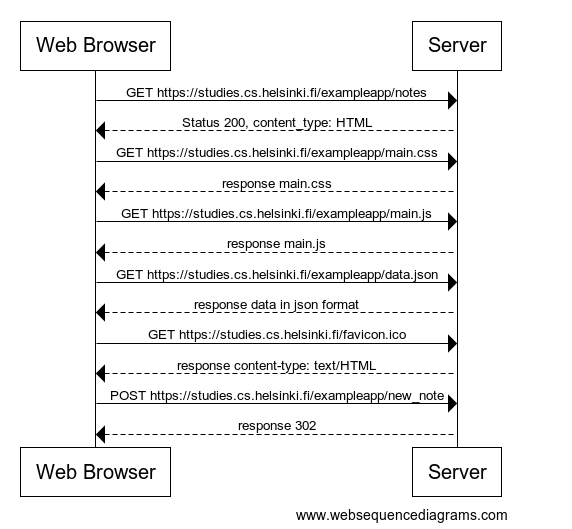 Web Browser
Server
GET https://studies.cs.helsinki.fi/exampleapp/notes
Status 200, content_type: HTML
GET https://studies.cs.helsinki.fi/exampleapp/main.css
response main.css
GET https://studies.cs.helsinki.fi/exampleapp/main.js
response main.js
GET https://studies.cs.helsinki.fi/exampleapp/data.json
response data in json format
GET https://studies.cs.helsinki.fi/favicon.ico
response content-type: text/HTML
POST https://studies.cs.helsinki.fi/exampleapp/new_note
response 302
Web Browser
Server
www.websequencediagrams.com